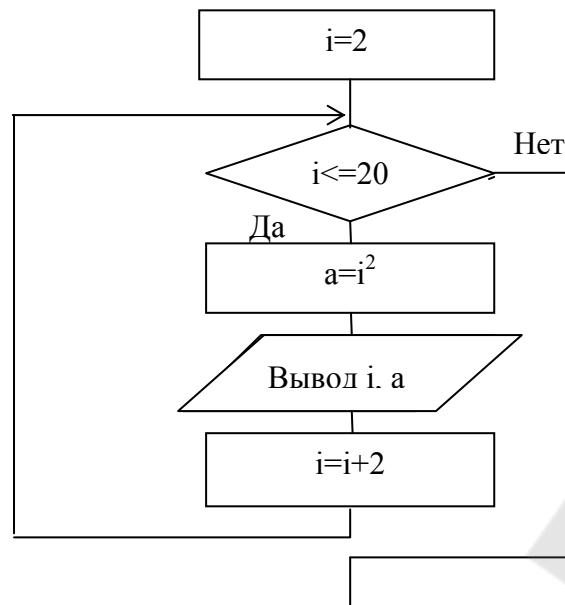 i=2
i<=20
Нет
Да
a=i²
Вывод i, a
i=i+2